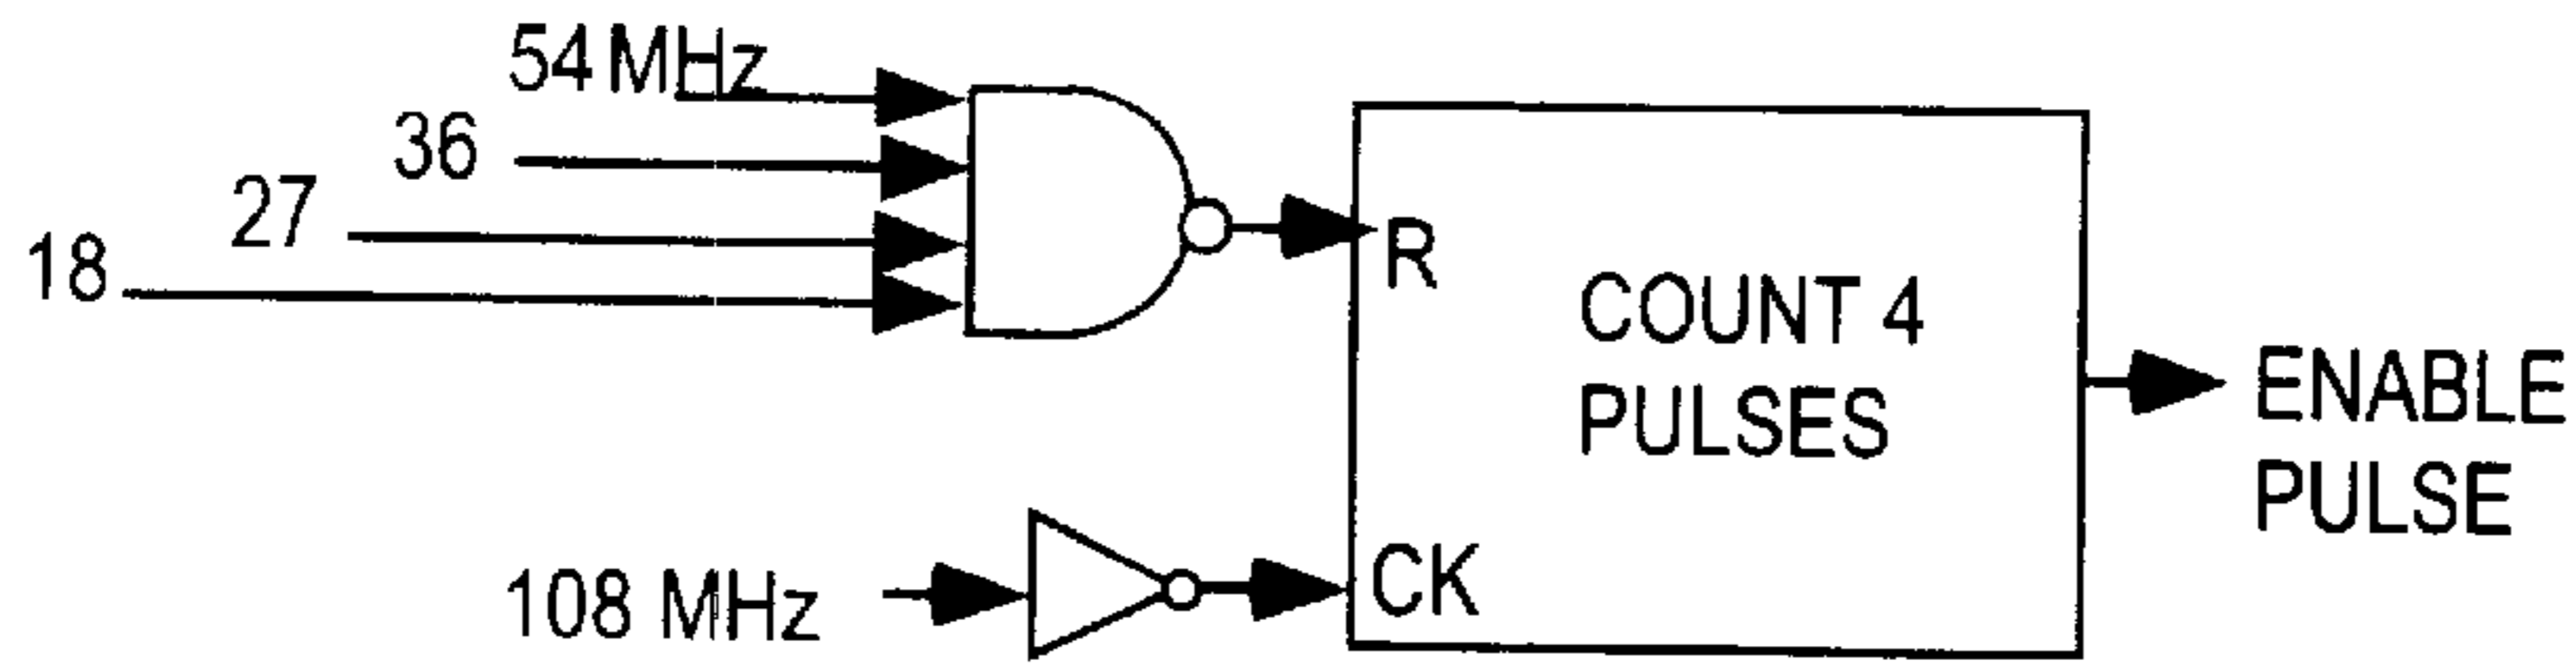 54 MHz
36
27
18
R
COUNT 4
PULSES
ENABLE
PULSE
108 MHz
CK